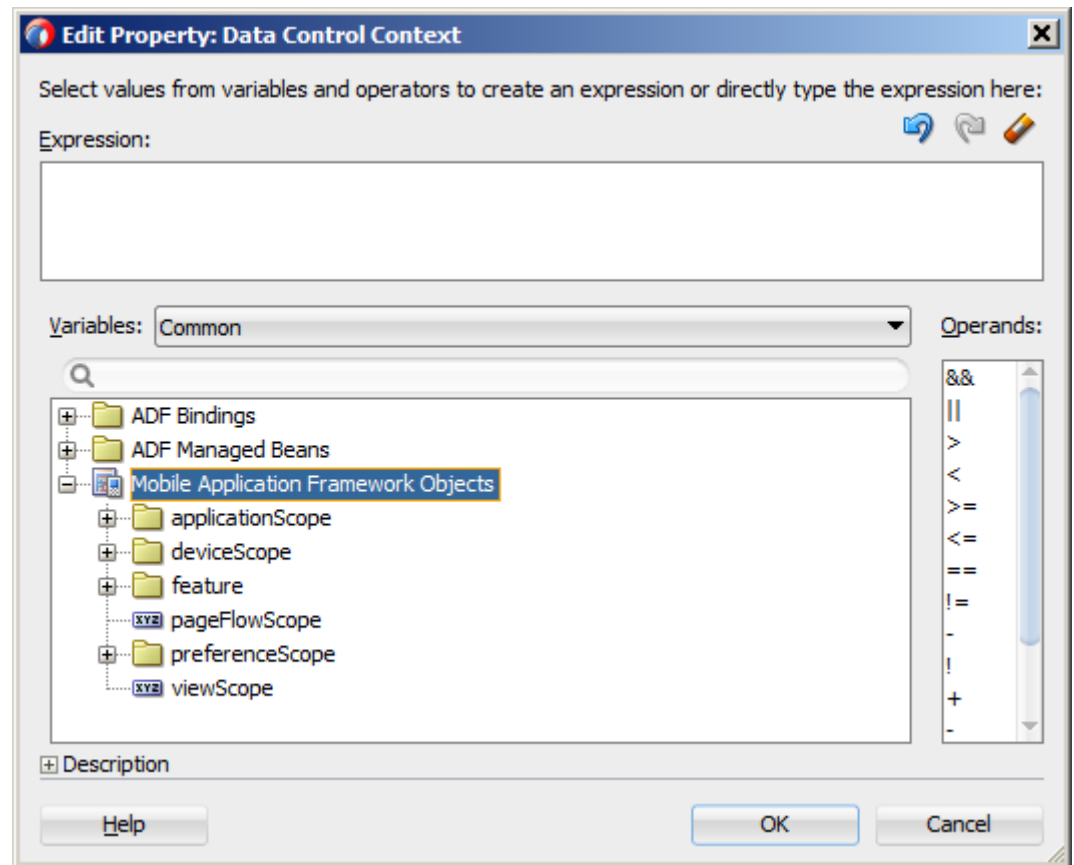 Edit Property: Data Control Context
Select values from variables and operators to create an expression or directly type the expression here:
Expression:
Variables: Common
Operands:
ADF Bindings
ADF Managed Beans
Mobile Application Framework Objects
applicationScope
deviceScope
feature
XYZ pageFlowScope
preferenceScope
XYZ viewScope
&&
||
>
<
>=
<=
==
!=
-
!
+
-
Description
Help
OK
Cancel